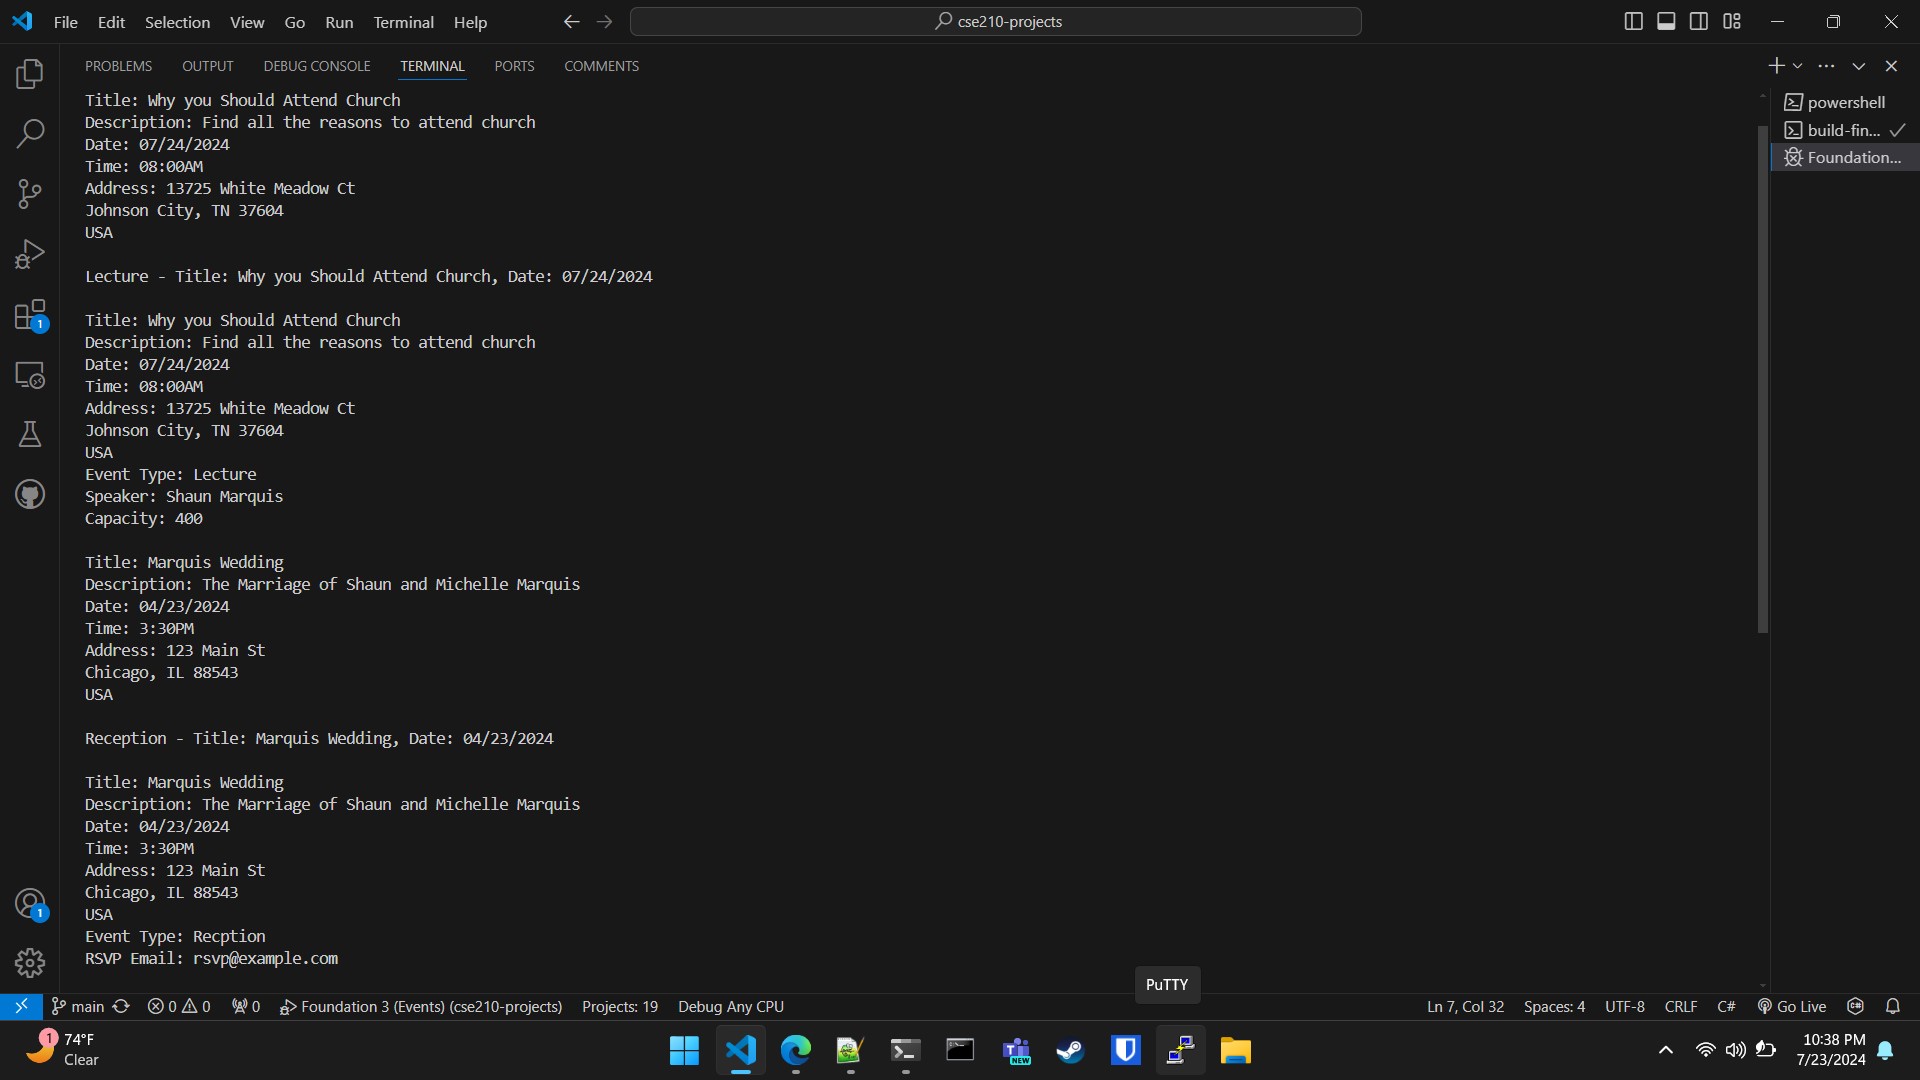 File Edit Selection View Go Run Terminal Help cse210-projects
PROBLEMS OUTPUT DEBUG CONSOLE TERMINAL PORTS COMMENTS
Title: Why you Should Attend Church
Description: Find all the reasons to attend church
Date: 07/24/2024
Time: 08:00AM
Address: 13725 White Meadow Ct
Johnson City, TN 37604
USA
Lecture - Title: Why you Should Attend Church, Date: 07/24/2024
Title: Why you Should Attend Church
Description: Find all the reasons to attend church
Date: 07/24/2024
Time: 08:00AM
Address: 13725 White Meadow Ct
Johnson City, TN 37604
USA
Event Type: Lecture
Speaker: Shaun Marquis
Capacity: 400
Title: Marquis Wedding
Description: The Marriage of Shaun and Michelle Marquis
Date: 04/23/2024
Time: 3:30PM
Address: 123 Main St
Chicago, IL 88543
USA
Reception - Title: Marquis Wedding, Date: 04/23/2024
Title: Marquis Wedding
Description: The Marriage of Shaun and Michelle Marquis
Date: 04/23/2024
Time: 3:30PM
Address: 123 Main St
Chicago, IL 88543
USA
Event Type: Recption
RSVP Email: rsvp@example.com
powershell
build-fin...
Foundation...
1
1
PuTTY
main 0 0 0 Foundation 3 (Events) (cse210-projects) Projects: 19 Debug Any CPU Ln 7, Col 32 Spaces: 4 UTF-8 CRLF C# Go Live
1
74°F
Clear
NEW
10:38 PM
7/23/2024